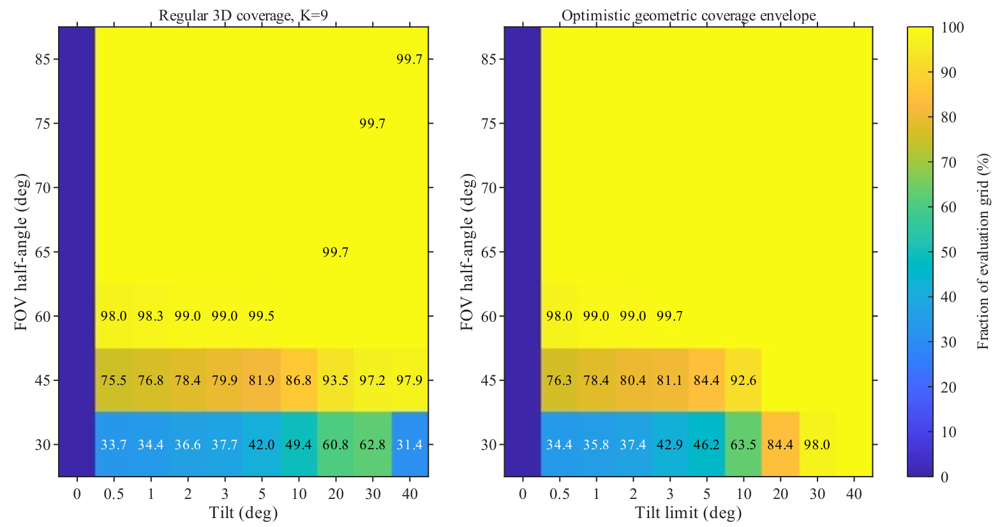 Regular 3D coverage, K=9
Optimistic geometric coverage envelope
FOV half-angle (deg)
85
75
70
65
60
45
30
99.7
99.7
99.7
98.0 98.3 99.0 99.0 99.5
75.5 76.8 78.4 79.9 81.9 86.8 93.5 97.2 97.9
33.7 34.4 36.6 37.7 42.0 49.4 60.8 62.8 31.4
0 0.5 1 2 3 5 10 20 30 40
Tilt (deg)
FOV half-angle (deg)
85
75
70
65
60
45
30
98.0 99.0 99.0 99.7
76.3 78.4 80.4 81.1 84.4 92.6
34.4 35.8 37.4 42.9 46.2 63.5 84.4 98.0
0 0.5 1 2 3 5 10 20 30 40
Tilt limit (deg)
100
90
80
70
60
50
40
30
20
10
0
Fraction of evaluation grid (%)